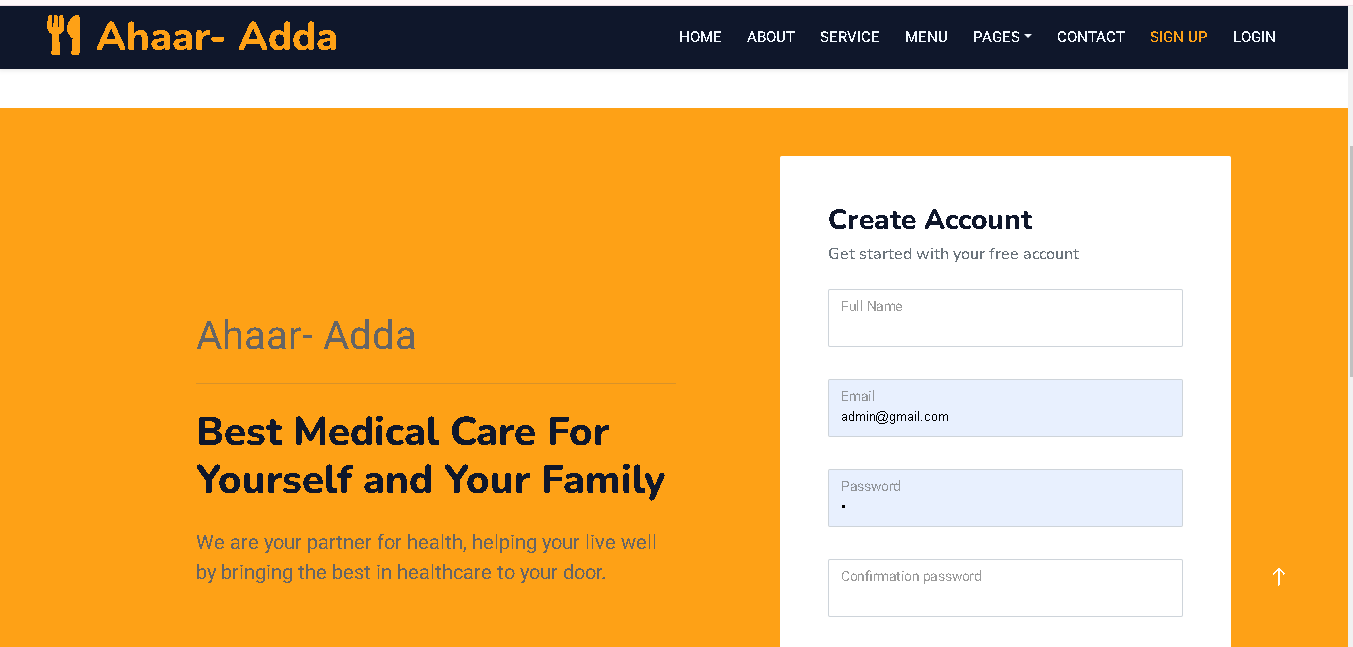 Ahaar- Adda
HOME ABOUT SERVICE MENU PAGES CONTACT SIGN UP LOGIN
Ahaar- Adda
Best Medical Care For
Yourself and Your Family
We are your partner for health, helping your live well
by bringing the best in healthcare to your door.
Create Account
Get started with your free account
Full Name
Email
admin@gmail.com
Password
•
Confirmation password